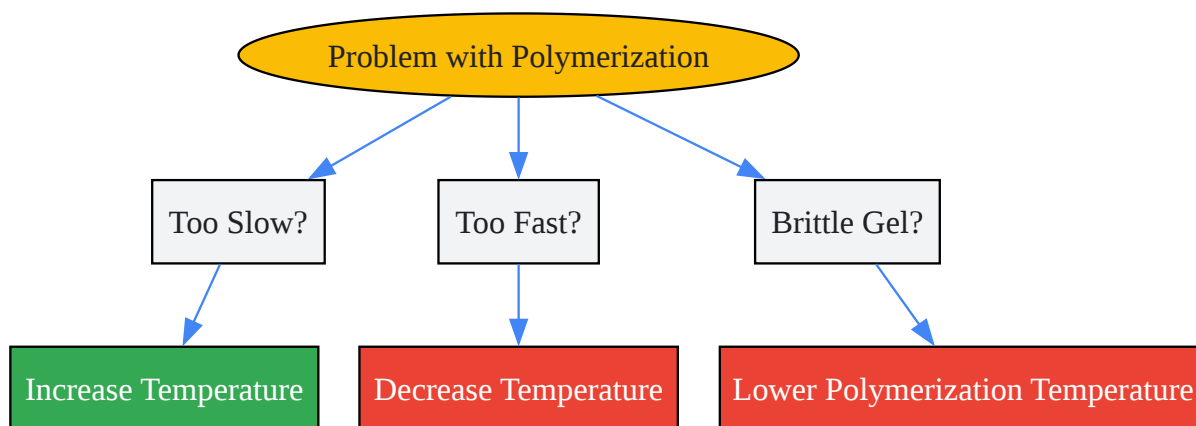 Problem with Polymerization
Too Slow?
Too Fast?
Brittle Gel?
Increase Temperature
Decrease Temperature
Lower Polymerization Temperature